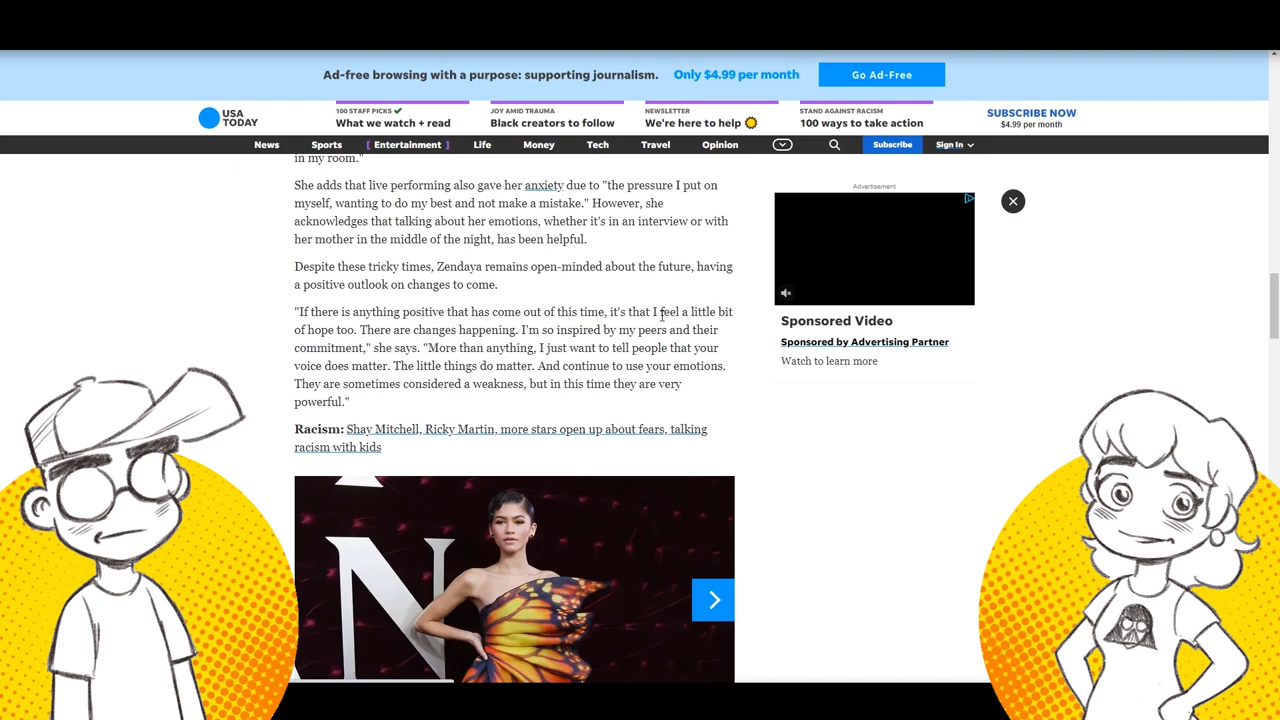 Ad-free browsing with a purpose: supporting journalism. Only $4.99 per month Go Ad-Free
USA
TODAY
100 STAFF PICKS
What we watch + read
JOY AMID TRAUMA
Black creators to follow
NEWSLETTER
We're here to help
STAND AGAINST RACISM
100 ways to take action
SUBSCRIBE NOW
$4.99 per month
News Sports [ Entertainment ] Life Money Tech Travel Opinion Subscribe Sign In
in my room."
She adds that live performing also gave her anxiety due to "the pressure I put on
myself, wanting to do my best and not make a mistake." However, she
acknowledges that talking about her emotions, whether it's in an interview or with
her mother in the middle of the night, has been helpful.
Despite these tricky times, Zendaya remains open-minded about the future, having
a positive outlook on changes to come.
"If there is anything positive that has come out of this time, it's that I feel a little bit
of hope too. There are changes happening. I'm so inspired by my peers and their
commitment," she says. "More than anything, I just want to tell people that your
voice does matter. The little things do matter. And continue to use your emotions.
They are sometimes considered a weakness, but in this time they are very
powerful."
Racism: Shay Mitchell, Ricky Martin, more stars open up about fears, talking
racism with kids
N
Advertisement
Sponsored Video
Sponsored by Advertising Partner
Watch to learn more